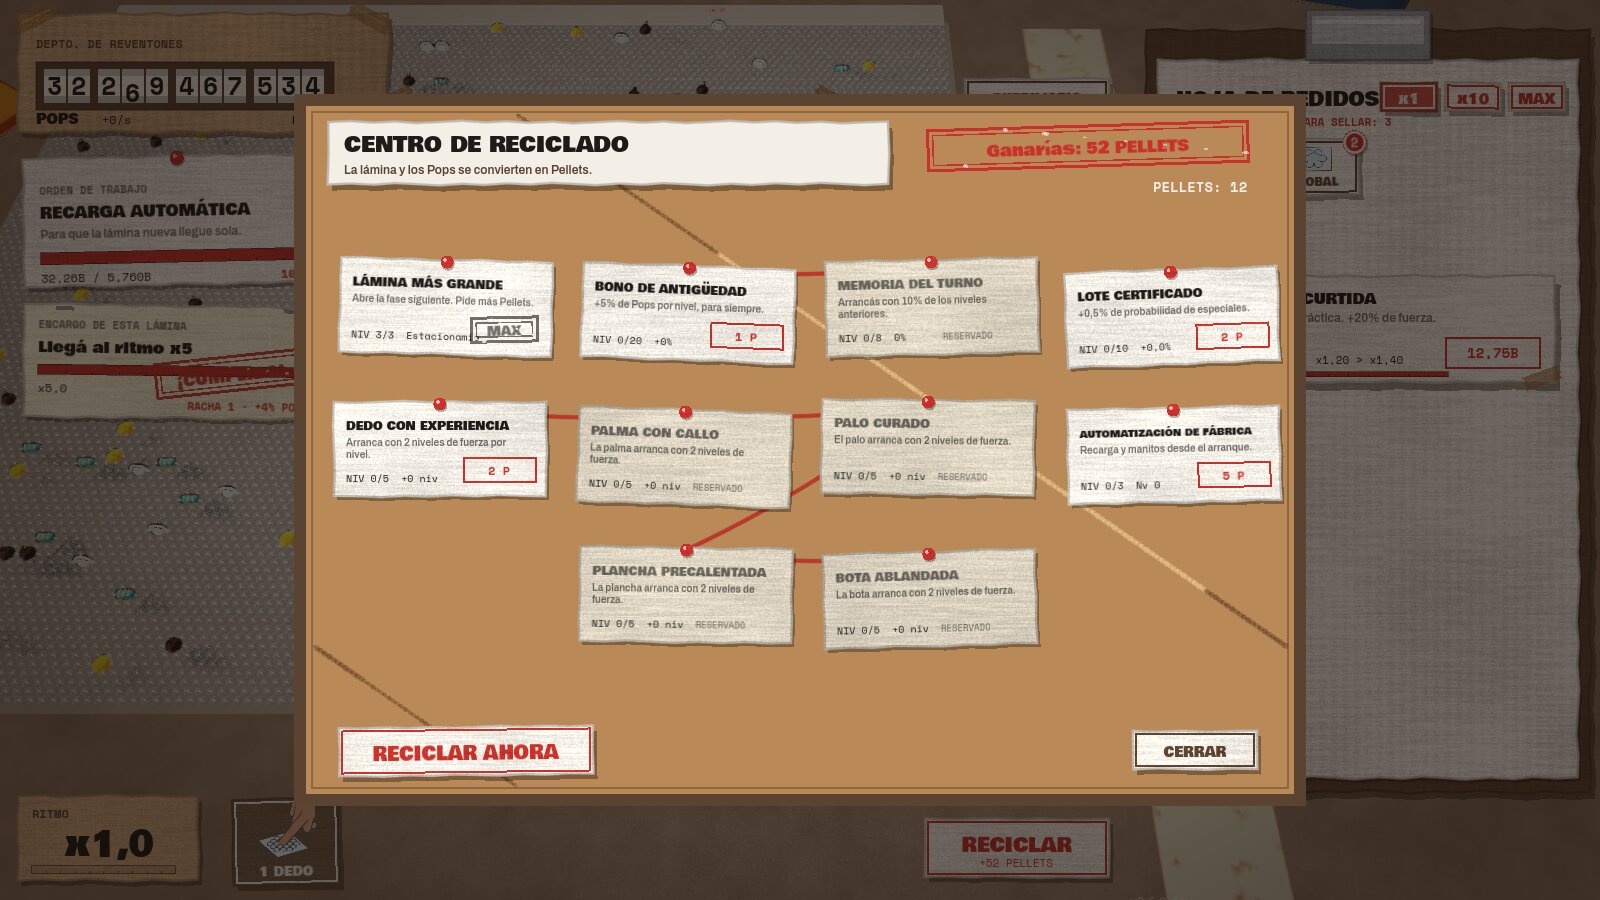 DEPTO. DE REVENTONES
32 269 467 534
POPS +0/s
ORDEN DE TRABAJO
RECARGA AUTOMÁTICA
Para que la lámina nueva llegue sola.
32,26B / 5,760B
ENCARGO DE ESTA LÁMINA
Llegá al ritmo x5
x5,0
RACHA 1 · +4% PO
RITMO
x1,0
1 DEDO
CENTRO DE RECICLADO
La lámina y los Pops se convierten en Pellets.
Ganarías: 52 PELLETS
PELLETS: 12
LÁMINA MÁS GRANDE
Abre la fase siguiente. Pide más Pellets.
NIV 3/3 Estacionami
MAX
BONO DE ANTIGÜEDAD
+5% de Pops por nivel, para siempre.
NIV 0/20 +0%
1 P
MEMORIA DEL TURNO
Arrancás con 10% de los niveles
anteriores.
NIV 0/8 0% RESERVADO
LOTE CERTIFICADO
+0,5% de probabilidad de especiales.
NIV 0/10 +0,0%
2 P
DEDO CON EXPERIENCIA
Arranca con 2 niveles de fuerza por
nivel.
NIV 0/5 +0 niv
2 P
PALMA CON CALLO
La palma arranca con 2 niveles de
fuerza.
NIV 0/5 +0 niv RESERVADO
PALO CURADO
El palo arranca con 2 niveles de fuerza.
NIV 0/5 +0 niv RESERVADO
AUTOMATIZACIÓN DE FÁBRICA
Recarga y manitos desde el arranque.
NIV 0/3 Nv 0
5 P
PLANCHA PRECALENTADA
La plancha arranca con 2 niveles de
fuerza.
NIV 0/5 +0 niv RESERVADO
BOTA ABLANDADA
La bota arranca con 2 niveles de fuerza.
NIV 0/5 +0 niv RESERVADO
RECICLAR AHORA
CERRAR
RECICLAR
+52 PELLETS
HOJA DE PEDIDOS
x1
x10
MAX
ARA SELLAR: 3
2
OBAL
CURTIDA
ráctica. +20% de fuerza.
x1,20 > x1,40
12,75B